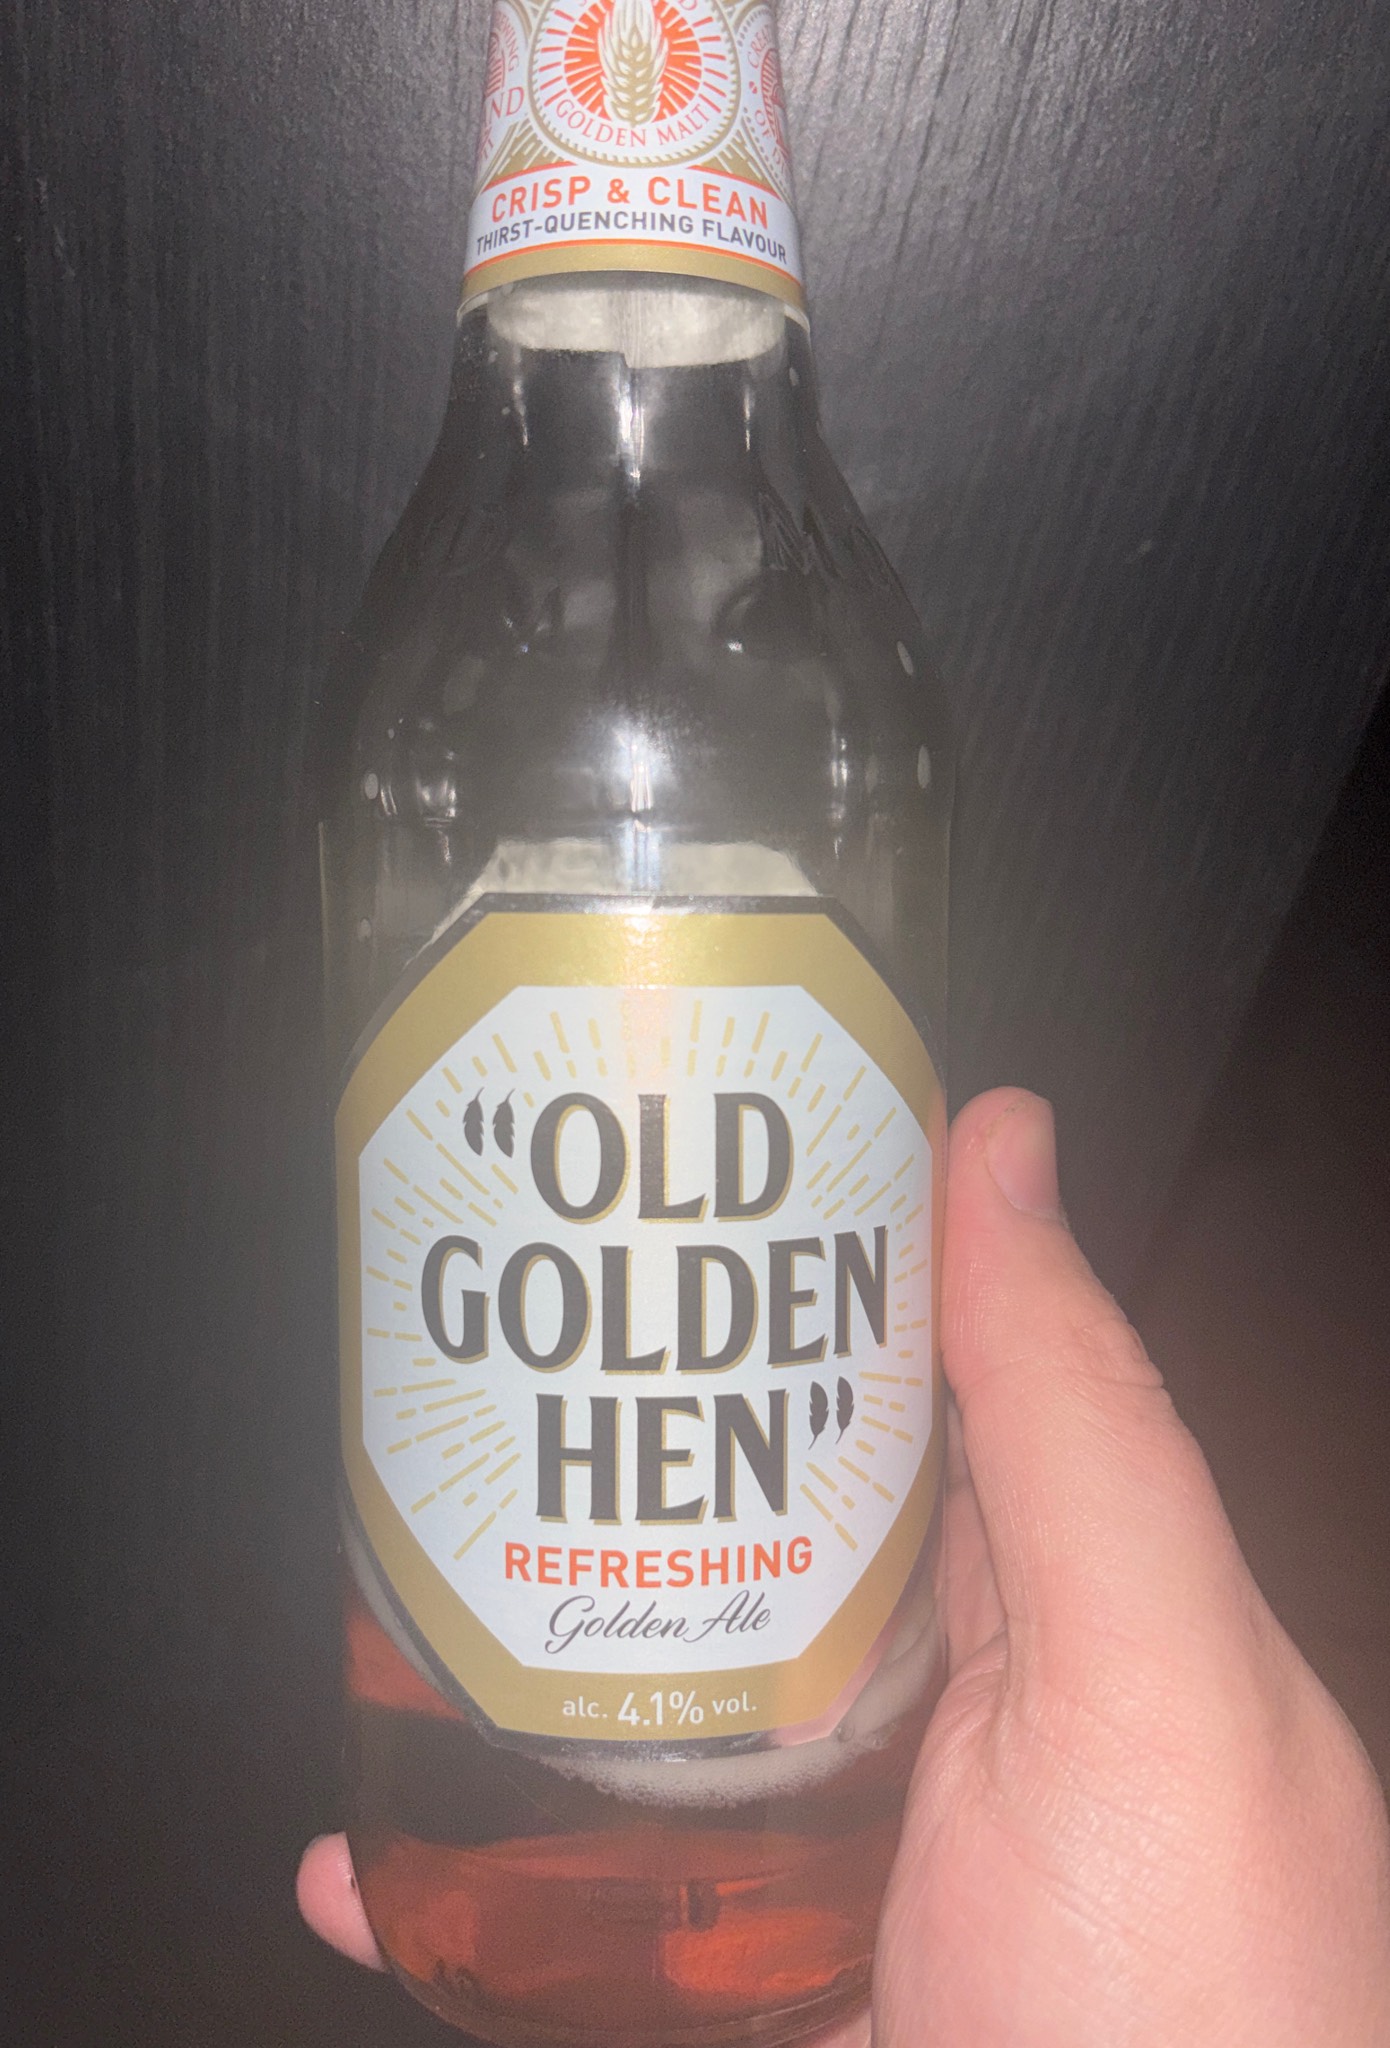 GOLDEN MALT
CRISP & CLEAN
THIRST-QUENCHING FLAVOUR
"OLD
GOLDEN
HEN"
REFRESHING
Golden Ale
alc. 4.1% vol.